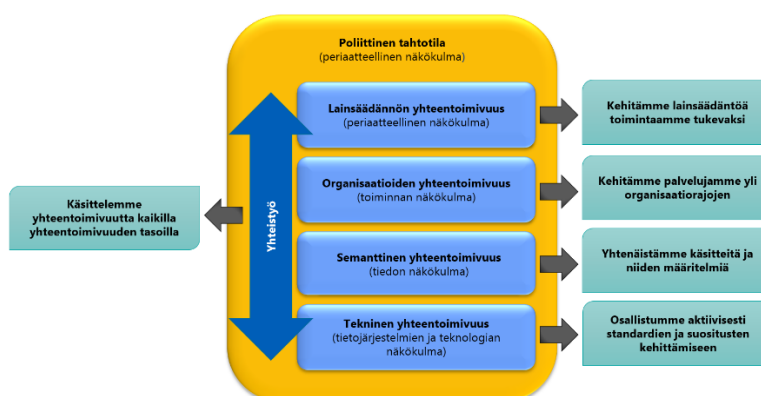 Poliittinen tahtotila
(periaatteellinen näkökulma)
Lainsäädännön yhteentoimivuus
(periaatteellinen näkökulma)
Kehitämme lainsäädäntöä
toimintaamme tukevaksi
Organisaatioiden yhteentoimivuus
(toiminnan näkökulma)
Kehitämme palvelujamme yli
organisaatiorajojen
Käsittelemme
yhteentoimivuutta kaikilla
yhteentoimivuuden tasoilla
Yhteistyö
Semanttinen yhteentoimivuus
(tiedon näkökulma)
Yhtenäistämme käsitteitä ja
niiden määritelmiä
Tekninen yhteentoimivuus
(tietojärjestelmien ja teknologian
näkökulma)
Osallistumme aktiivisesti
standardien ja suositusten
kehittämiseen